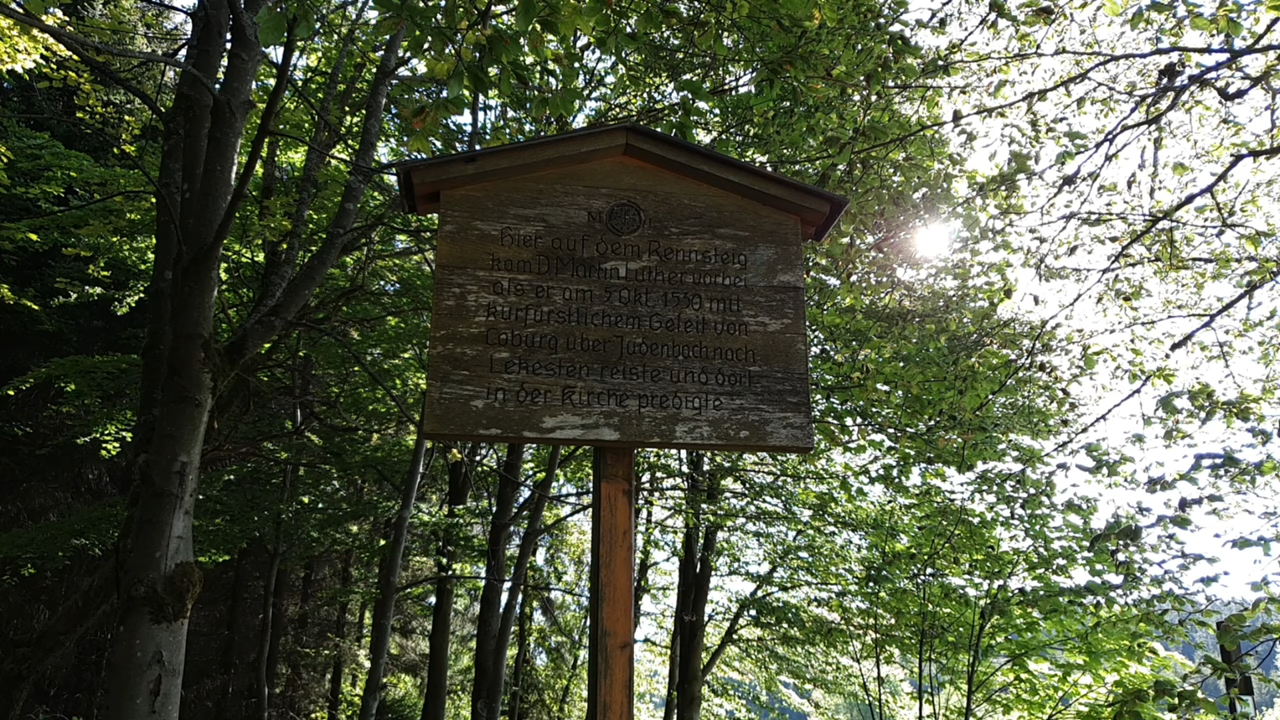 M L
Hier auf dem Rennsteig
kam D. Martin Luther vorbei
als er am 5 Okt. 1530 mit
kurfürstlichem Geleit von
Coburg über Judenbach nach
Lehesten reiste und dort
in der Kirche predigte